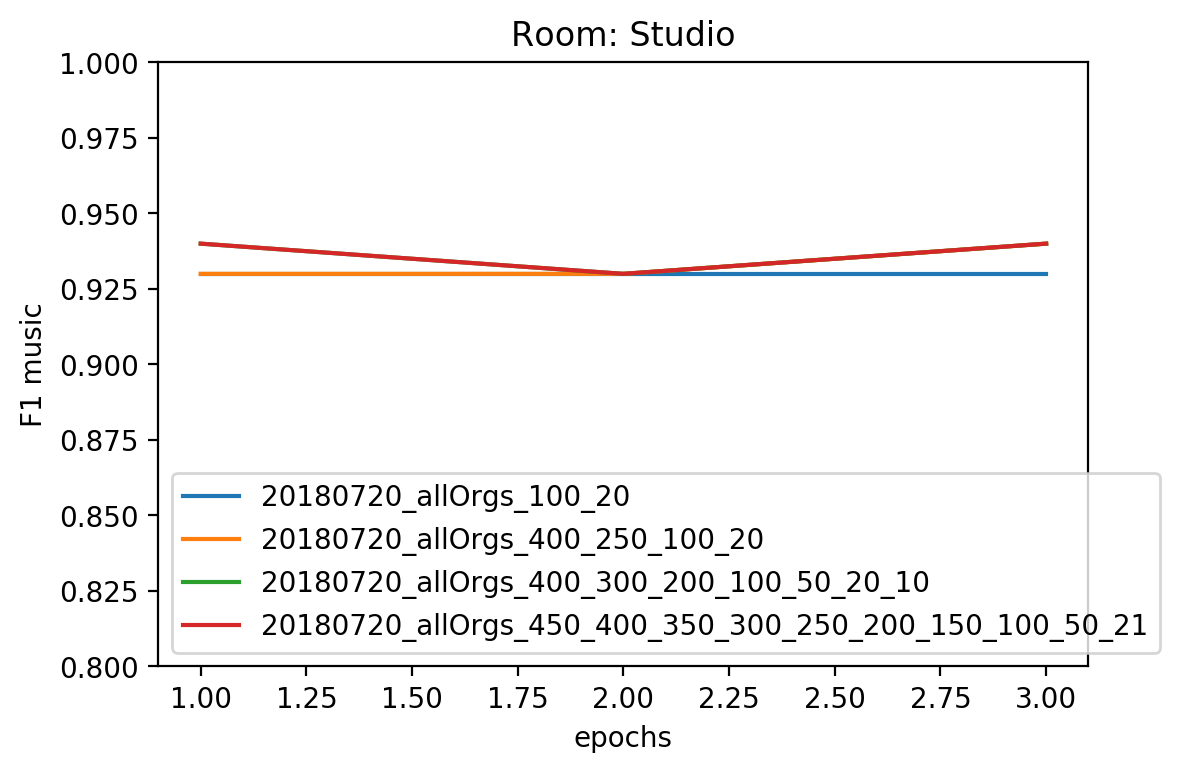 Room: Studio
1.000
0.975
0.950
0.925
0.900
0.875
0.850
0.825
0.800
F1 music
20180720_allOrgs_100_20
20180720_allOrgs_400_250_100_20
20180720_allOrgs_400_300_200_100_50_20_10
20180720_allOrgs_450_400_350_300_250_200_150_100_50_21
1.00 1.25 1.50 1.75 2.00 2.25 2.50 2.75 3.00
epochs